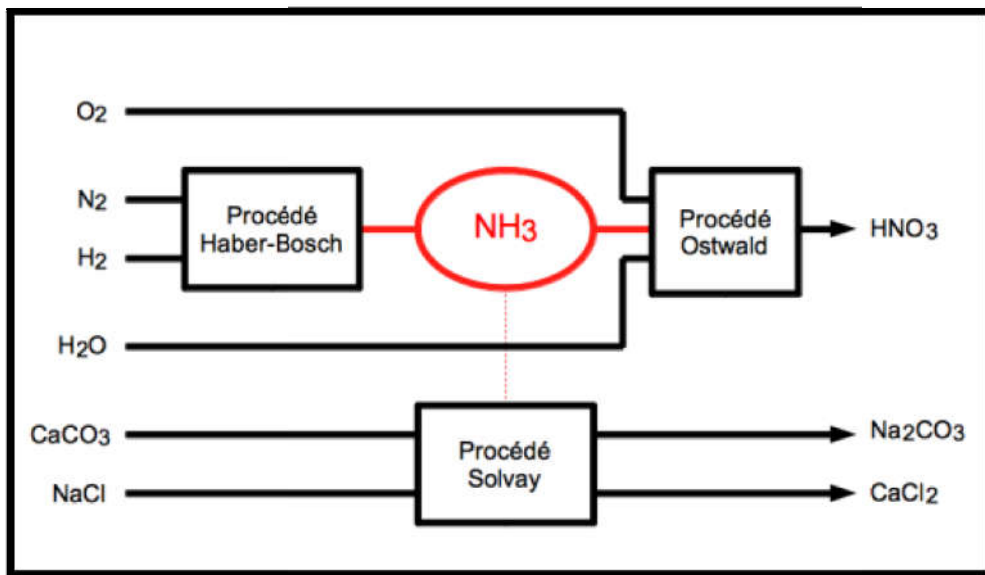 O2
N2
H2
Procédé
Haber-Bosch
NH3
Procédé
Ostwald
HNO3
H2O
CaCO3
NaCl
Procédé
Solvay
Na2CO3
CaCl2